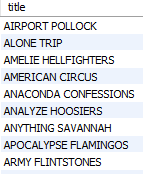 title
AIRPORT POLLOCK
ALONE TRIP
AMELIE HELLFIGHTERS
AMERICAN CIRCUS
ANACONDA CONFESSIONS
ANALYZE HOOSIERS
ANYTHING SAVANNAH
APOCALYPSE FLAMINGOS
ARMY FLINTSTONES